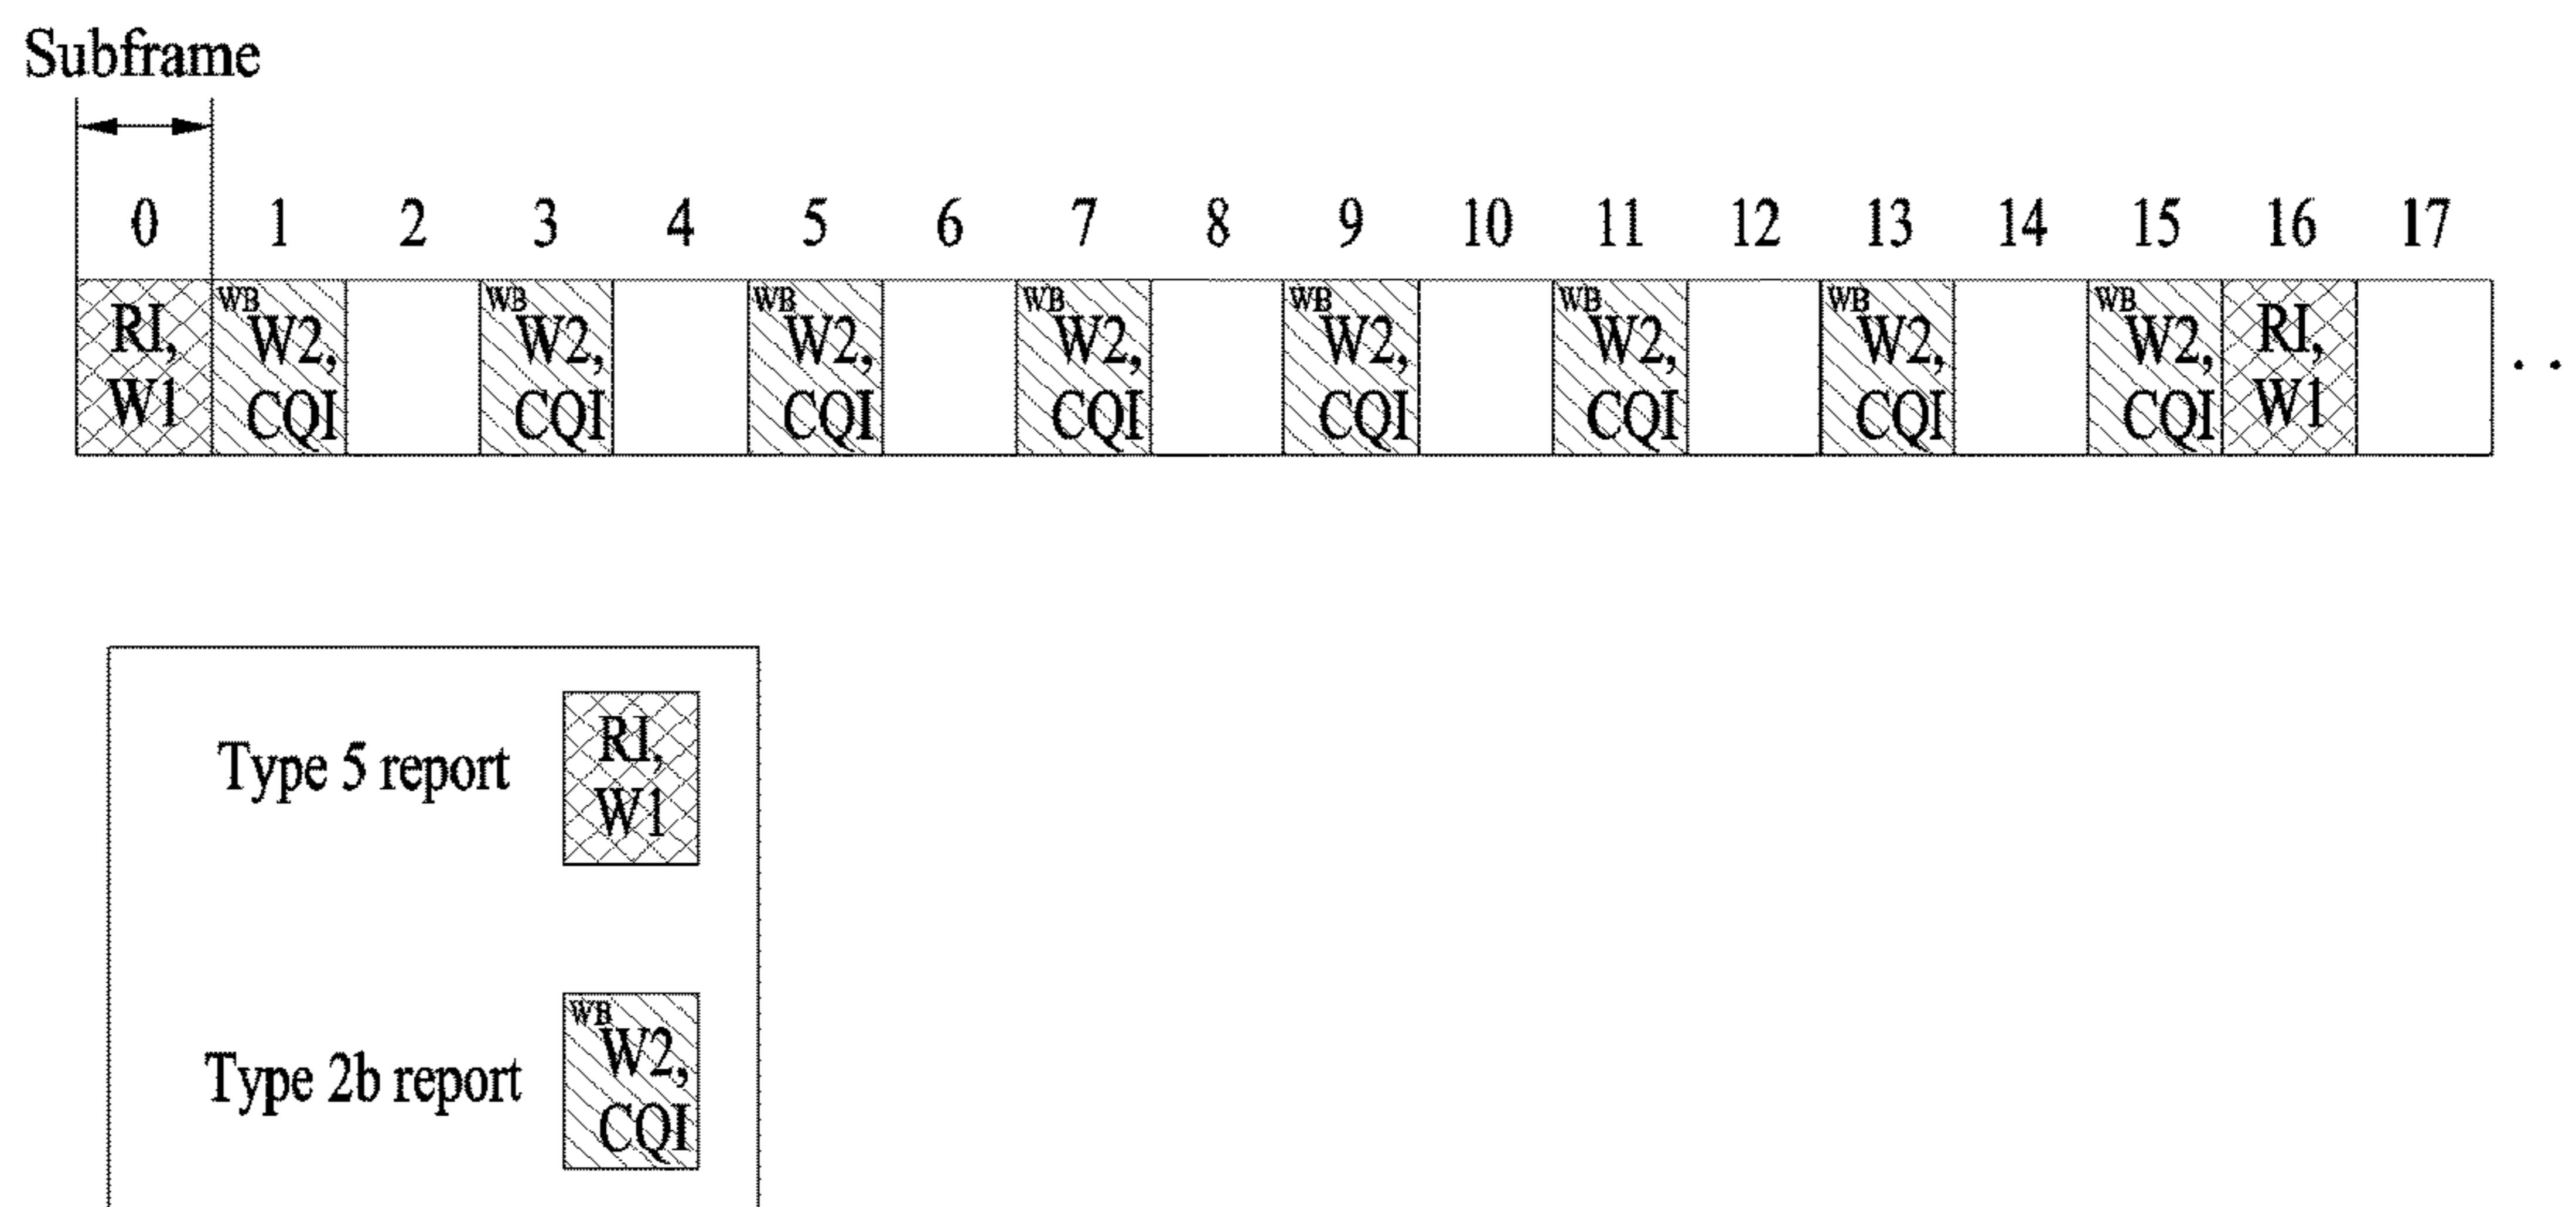 Subframe
0 1 2 3 4 5 6 7 8 9 10 11 12 13 14 15 16 17
RI, W1
WB W2, CQI
WB W2, CQI
WB W2, CQI
WB W2, CQI
WB W2, CQI
WB W2, CQI
WB W2, CQI
WB W2, CQI
RI, W1
. .
Type 5 report
RI,
W1
Type 2b report
WB
W2,
CQI